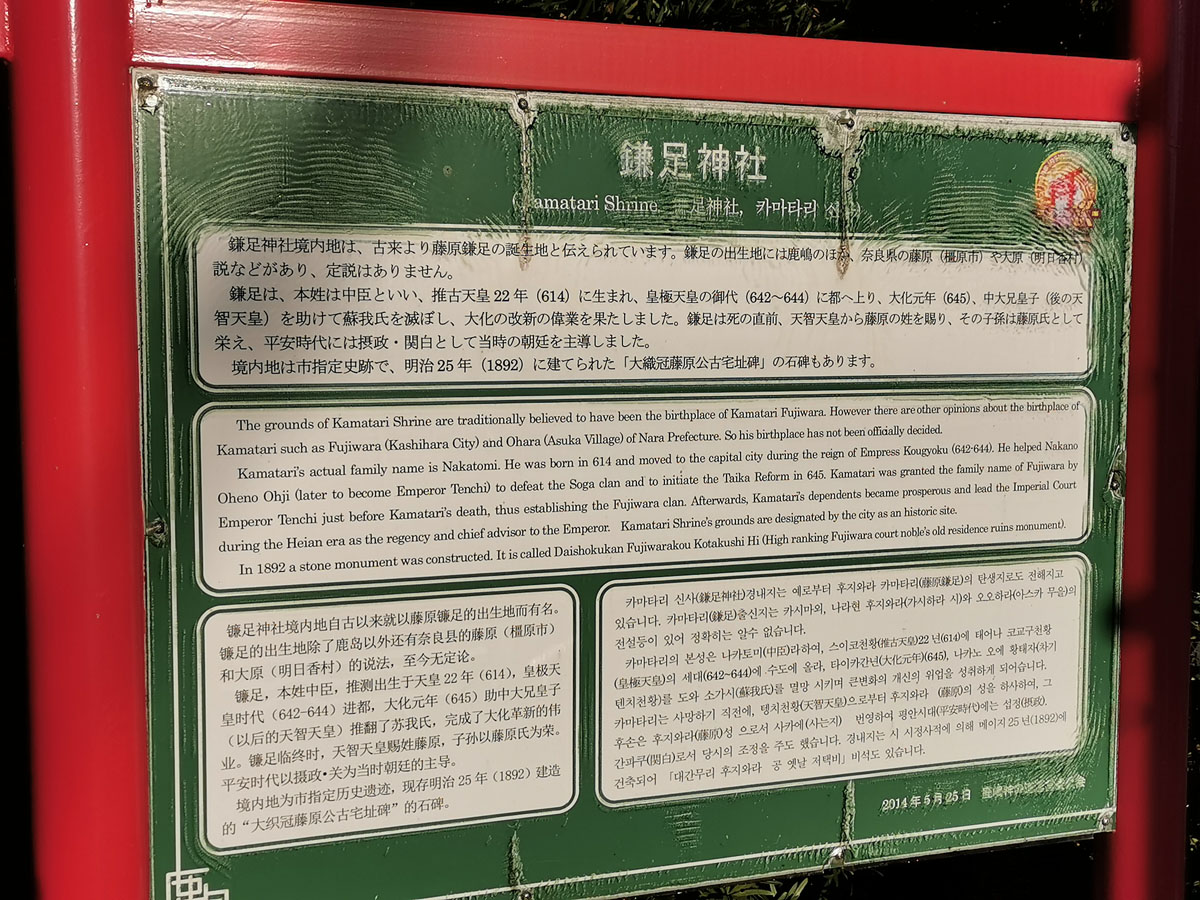 鎌足神社
amatari Shrine 足神社，카마타리
鎌足神社境内地は、古来より藤原鎌足の誕生地と伝えられています。鎌足の出生地には鹿嶋のほか、奈良県の藤原（橿原市）や大原（明日香村）
説などがあり、定説はありません。
鎌足は、本姓は中臣といい、推古天皇22年（614）に生まれ、皇極天皇の御代（642～644）に都へ上り、大化元年（645）、中大兄皇子（後の天
智天皇）を助けて蘇我氏を滅ぼし、大化の改新の偉業を果たしました。鎌足は死の直前、天智天皇から藤原の姓を賜り、その子孫は藤原氏として
栄え、平安時代には摂政・関白として当時の朝廷を主導しました。
境内地は市指定史跡で、明治25年（1892）に建てられた「大織冠藤原公古宅址碑」の石碑もあります。
The grounds of Kamatari Shrine are traditionally believed to have been the birthplace of Kamatari Fujiwara. However there are other opinions about the birthplace of
Kamatari such as Fujiwara (Kashihara City) and Ohara (Asuka Village) of Nara Prefecture. So his birthplace has not been officially decided.
Kamatari's actual family name is Nakatomi. He was born in 614 and moved to the capital city during the reign of Empress Kougyoku (642-644). He helped Nakano
Oheno Ohji (later to become Emperor Tenchi) to defeat the Soga clan and to initiate the Taika Reform in 645. Kamatari was granted the family name of Fujiwara by
Emperor Tenchi just before Kamatari's death, thus establishing the Fujiwara clan. Afterwards, Kamatari's dependents became prosperous and lead the Imperial Court
during the Heian era as the regency and chief advisor to the Emperor. Kamatari Shrine's grounds are designated by the city as an historic site.
In 1892 a stone monument was constructed. It is called Daishokukan Fujiwarakou Kotakushi Hi (High ranking Fujiwara court noble's old residence ruins monument).
镰足神社境内地自古以来就以藤原镰足的出生地而有名。
镰足的出生地除了鹿岛以外还有奈良县的藤原（橿原市）
和大原（明日香村）的说法，至今无定论。
镰足，本姓中臣，推测出生于天皇22年（614），皇极天
皇时代（642-644）进都，大化元年（645）助中大兄皇子
（以后的天智天皇）推翻了苏我氏，完成了大化革新的伟
业。镰足临终时，天智天皇赐姓藤原，子孙以藤原氏为荣。
平安时代以摄政•关为当时朝廷的主导。
境内地为市指定历史遗迹，现存明治25年（1892）建造
的“大织冠藤原公古宅址碑”的石碑。
카마타리 신사(鎌足神社)경내지는 예로부터 후지와라 카마타리(藤原鎌足)의 탄생지로도 전해지고
있습니다. 카마타리(鎌足)출신지는 카시마외, 나라현 후지와라(가시하라 시)와 오오하라(아스카 무을)의
전설등이 있어 정확히는 알수 없습니다.
카마타리의 본성은 나카토미(中臣)라하여, 스이코천황(推古天皇)22년(614)에 태어나 코교구천황
(皇極天皇)의 세대(642~644)에 수도에 올라, 타이카간년(大化元年)(645), 나카노 오에 황태자(차기
텐치천황)를 도와 소가시(蘇我氏)를 멸망 시키며 큰변화의 개신의 위업을 성취하게 되어습니다.
카마타리는 사망하기 직전에, 텡치천황(天智天皇)으로부터 후지와라 (藤原)의 성을 하사하여, 그
후손은 후지와라(藤原)성 으로서 사카에(사는지) 번영하여 평안시대(平安時代)에는 섭정(摂政).
간파쿠(関白)로서 당시의 조정을 주도 했습니다. 경내지는 시 시정사적에 의해 메이지25년(1892)에
건축되어 「대간무리 후지와라 공 옛날 저택비」비석도 있습니다.
2014年5月25日